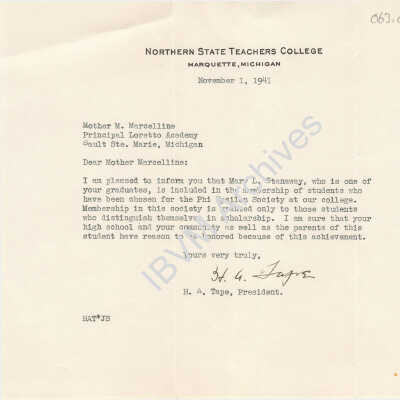 063.0
NORTHERN STATE TEACHERS COLLEGE
MARQUETTE, MICHIGAN
November 1, 1941
Mother M. Marcelline
Principal Loretto Academy
Sault Ste. Marie, Michigan
Dear Mother Marcelline:
I am pleased to inform you that Mary L. Stanaway, who is one of
your graduates, is included in the membership of students who
have been chosen for the Phi Epsilon Society at our college.
Membership in this society is granted only to those students
who distinguish themselves in scholarship. I am sure that your
high school and your community as well as the parents of this
student have reason to be honored because of this achievement.
Yours very truly,
H. A. Tape
H. A. Tape, President.
HAT*JB
IBVM Archives